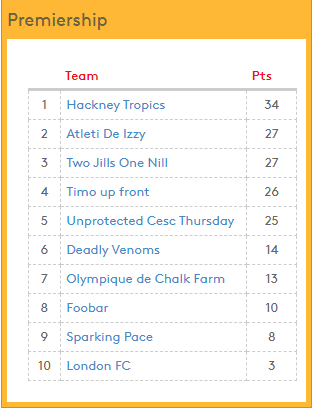 Premiership
Team Pts
1 Hackney Tropics 34
2 Atleti De Izzy 27
3 Two Jills One Nill 27
4 Timo up front 26
5 Unprotected Cesc Thursday 25
6 Deadly Venoms 14
7 Olympique de Chalk Farm 13
8 Foobar 10
9 Sparking Pace 8
10 London FC 3